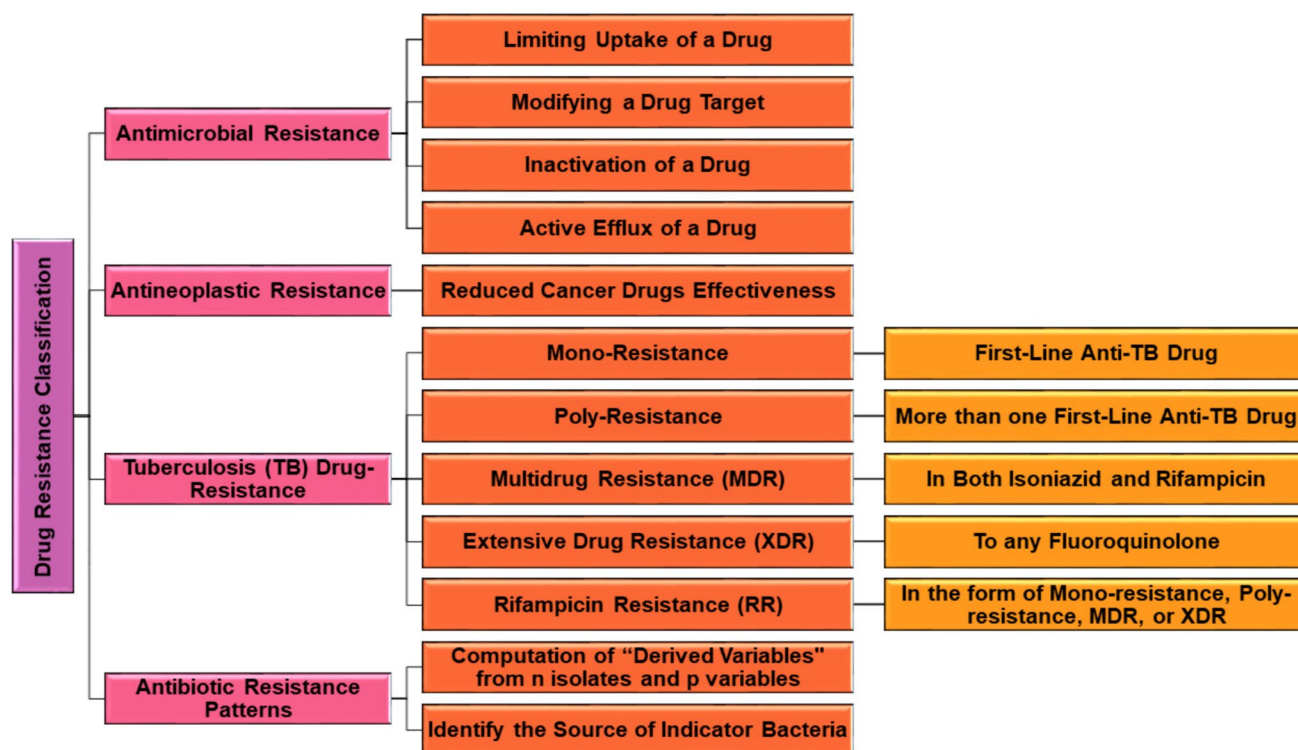 Drug Resistance Classification
Antimicrobial Resistance
Limiting Uptake of a Drug
Modifying a Drug Target
Inactivation of a Drug
Active Efflux of a Drug
Antineoplastic Resistance
Reduced Cancer Drugs Effectiveness
Tuberculosis (TB) Drug-
Resistance
Mono-Resistance
First-Line Anti-TB Drug
Poly-Resistance
More than one First-Line Anti-TB Drug
Multidrug Resistance (MDR)
In Both Isoniazid and Rifampicin
Extensive Drug Resistance (XDR)
To any Fluoroquinolone
Rifampicin Resistance (RR)
In the form of Mono-resistance, Poly-
resistance, MDR, or XDR
Antibiotic Resistance
Patterns
Computation of “Derived Variables"
from n isolates and p variables
Identify the Source of Indicator Bacteria